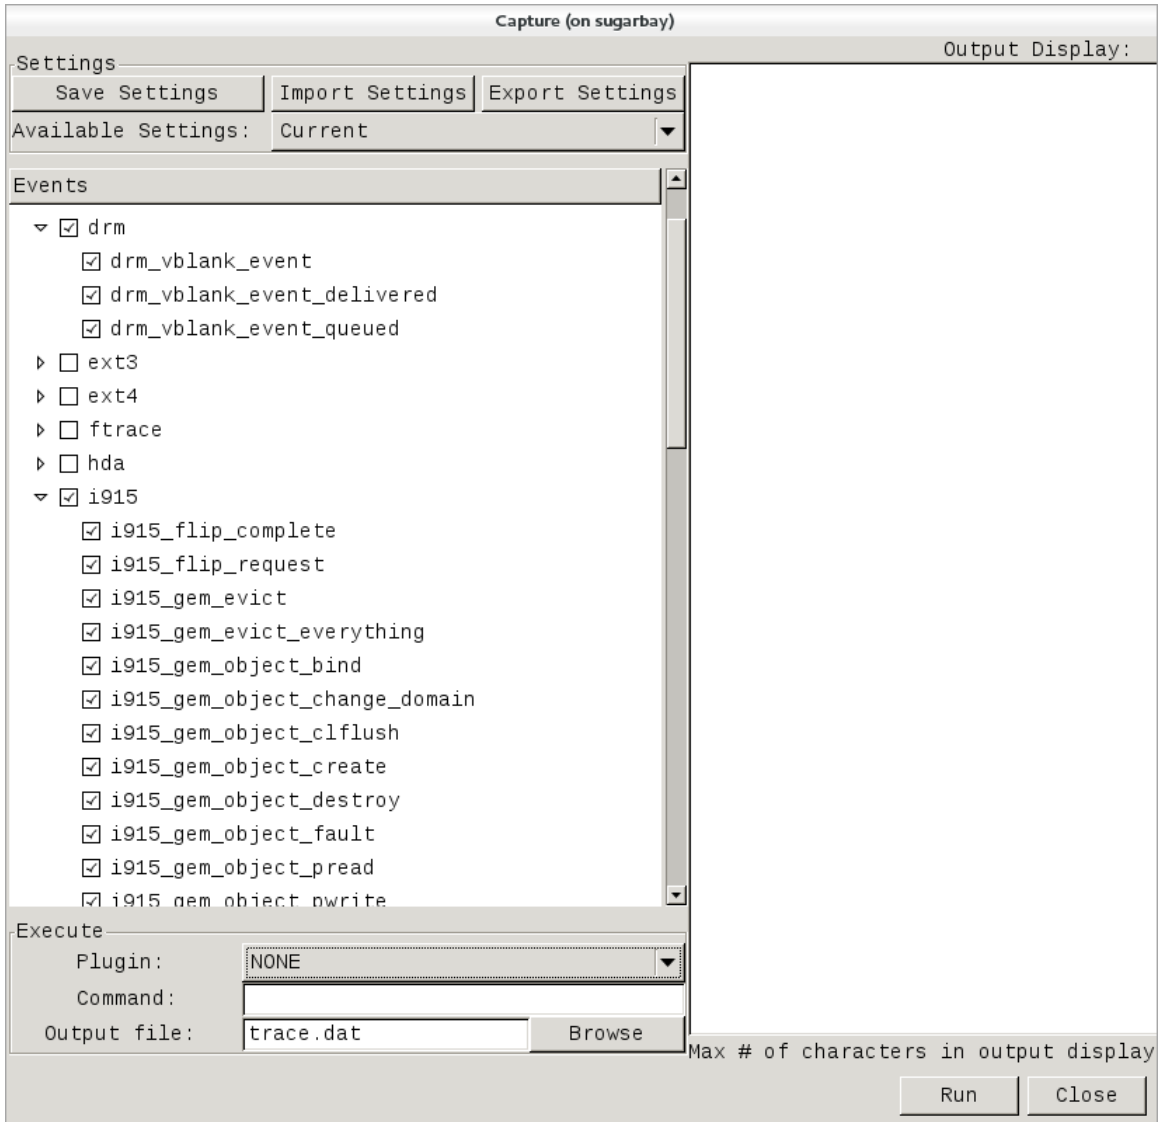 Capture (on sugarbay)
Settings
Save Settings Import Settings Export Settings
Available Settings: Current
Events
drm
drm_vblank_event
drm_vblank_event_delivered
drm_vblank_event_queued
ext3
ext4
ftrace
hda
i915
i915_flip_complete
i915_flip_request
i915_gem_evict
i915_gem_evict_everything
i915_gem_object_bind
i915_gem_object_change_domain
i915_gem_object_clflush
i915_gem_object_create
i915_gem_object_destroy
i915_gem_object_fault
i915_gem_object_pread
i915_gem_object_pwrite
Execute
Plugin: NONE
Command:
Output file: trace.dat Browse
Output Display:
Max # of characters in output display
Run Close